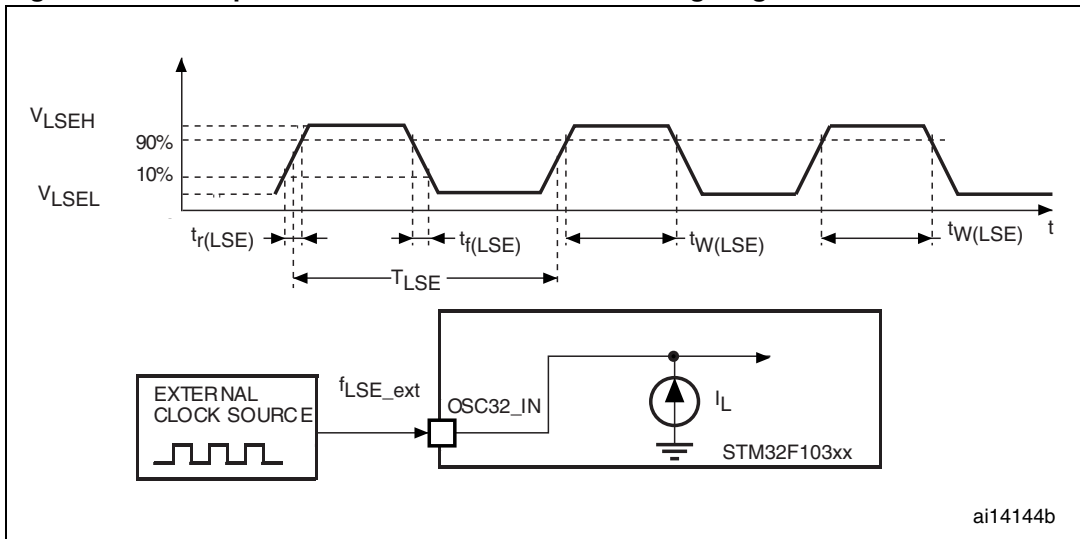 VLSEH
90%
10%
VLSEL
tr(LSE)
tf(LSE)
tW(LSE)
tW(LSE)
t
TLSE
EXTERNAL
CLOCK SOURCE
fLSE_ext
OSC32_IN
IL
STM32F103xx
ai14144b